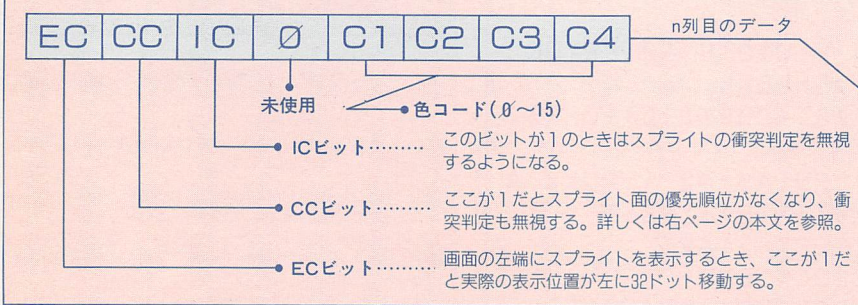 EC CC IC 0 C1 C2 C3 C4
n列目のデータ
未使用
色コード(0～15)
ICビット………
このビットが1のときはスプライトの衝突判定を無視
するようになる。
CCビット………
ここが1だとスプライト面の優先順位がなくなり、衝
突判定も無視する。詳しくは右ページの本文を参照。
ECビット………
画面の左端にスプライトを表示するとき、ここが1だ
と実際の表示位置が左に32ドット移動する。